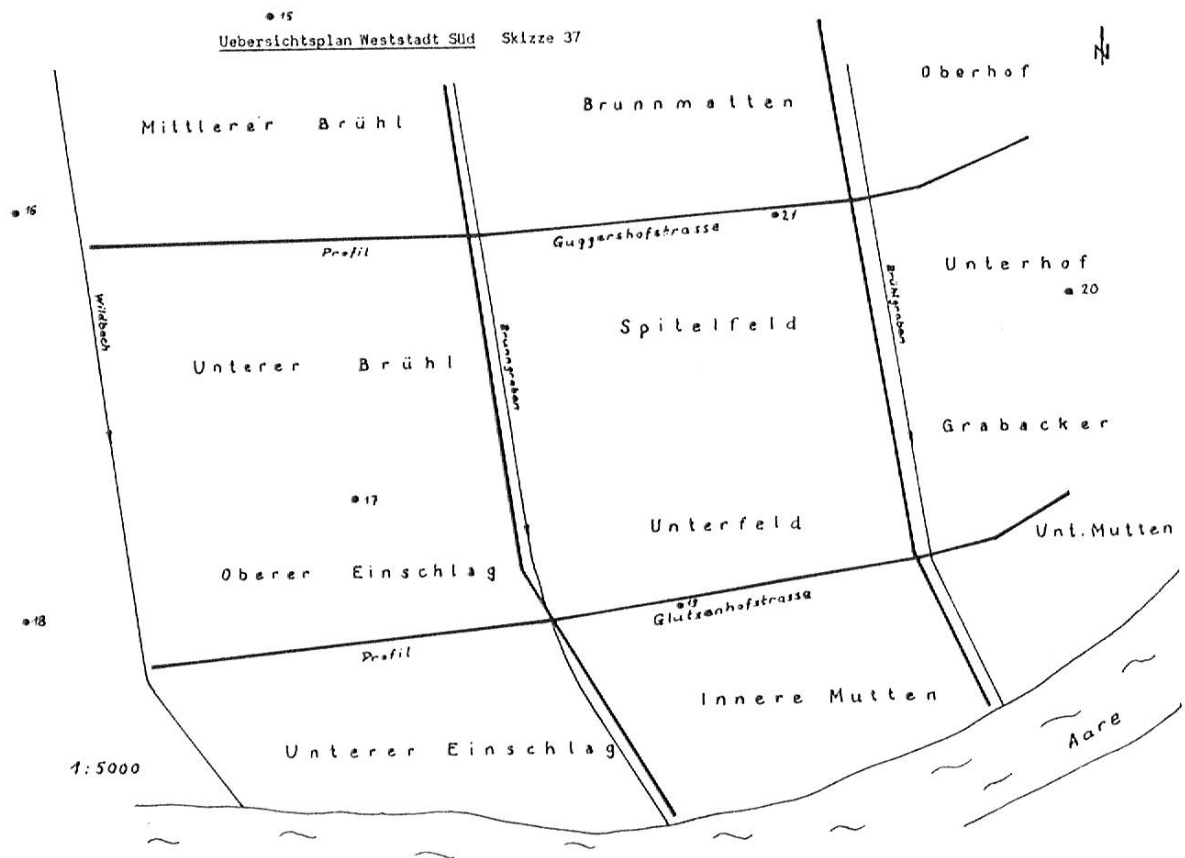 15
Uebersichtsplan Weststadt Süd Skizze 37
N
Oberhof
Brunnmatten
Mittlerer Brühl
16
21
Guggershofstrasse
Profil
Unterhof
20
Wildbach
Brunngraben
Brühlgraben
Spitelfeld
Unterer Brühl
Grabacker
17
Unterfeld
Unt. Mutten
Oberer Einschlag
19
Glutzenhofstrasse
18
Profil
Innere Mutten
Aare
Unterer Einschlag
1:5000